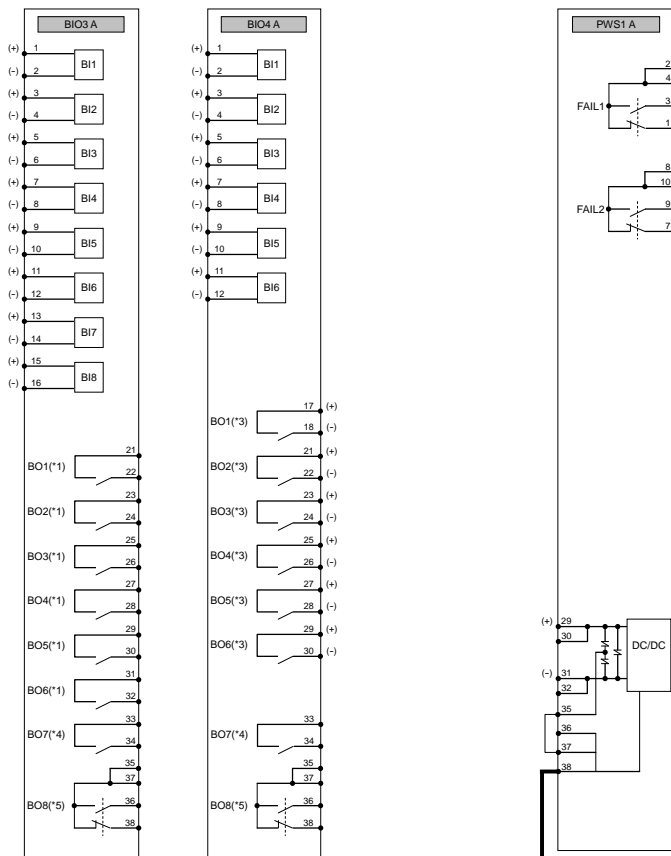 BIO3 A
(+) 1
BI1
(-) 2
(+) 3
BI2
(-) 4
(+) 5
BI3
(-) 6
(+) 7
BI4
(-) 8
(+) 9
BI5
(-) 10
(+) 11
BI6
(-) 12
(+) 13
BI7
(-) 14
(+) 15
BI8
(-) 16
21
BO1(*1)
22
23
BO2(*1)
24
25
BO3(*1)
26
27
BO4(*1)
28
29
BO5(*1)
30
31
BO6(*1)
32
33
BO7(*4)
34
35
37
BO8(*5)
36
38
BIO4 A
(+) 1
BI1
(-) 2
(+) 3
BI2
(-) 4
(+) 5
BI3
(-) 6
(+) 7
BI4
(-) 8
(+) 9
BI5
(-) 10
(+) 11
BI6
(-) 12
17 (+)
BO1(*3)
18 (-)
21 (+)
BO2(*3)
22 (-)
23 (+)
BO3(*3)
24 (-)
25 (+)
BO4(*3)
26 (-)
27 (+)
BO5(*3)
28 (-)
29 (+)
BO6(*3)
30 (-)
33
BO7(*4)
34
35
37
BO8(*5)
36
38
PWS1 A
2
4
FAIL1
3
1
8
10
FAIL2
9
7
(+) 29
30
DC/DC
(-) 31
32
35
36
37
38